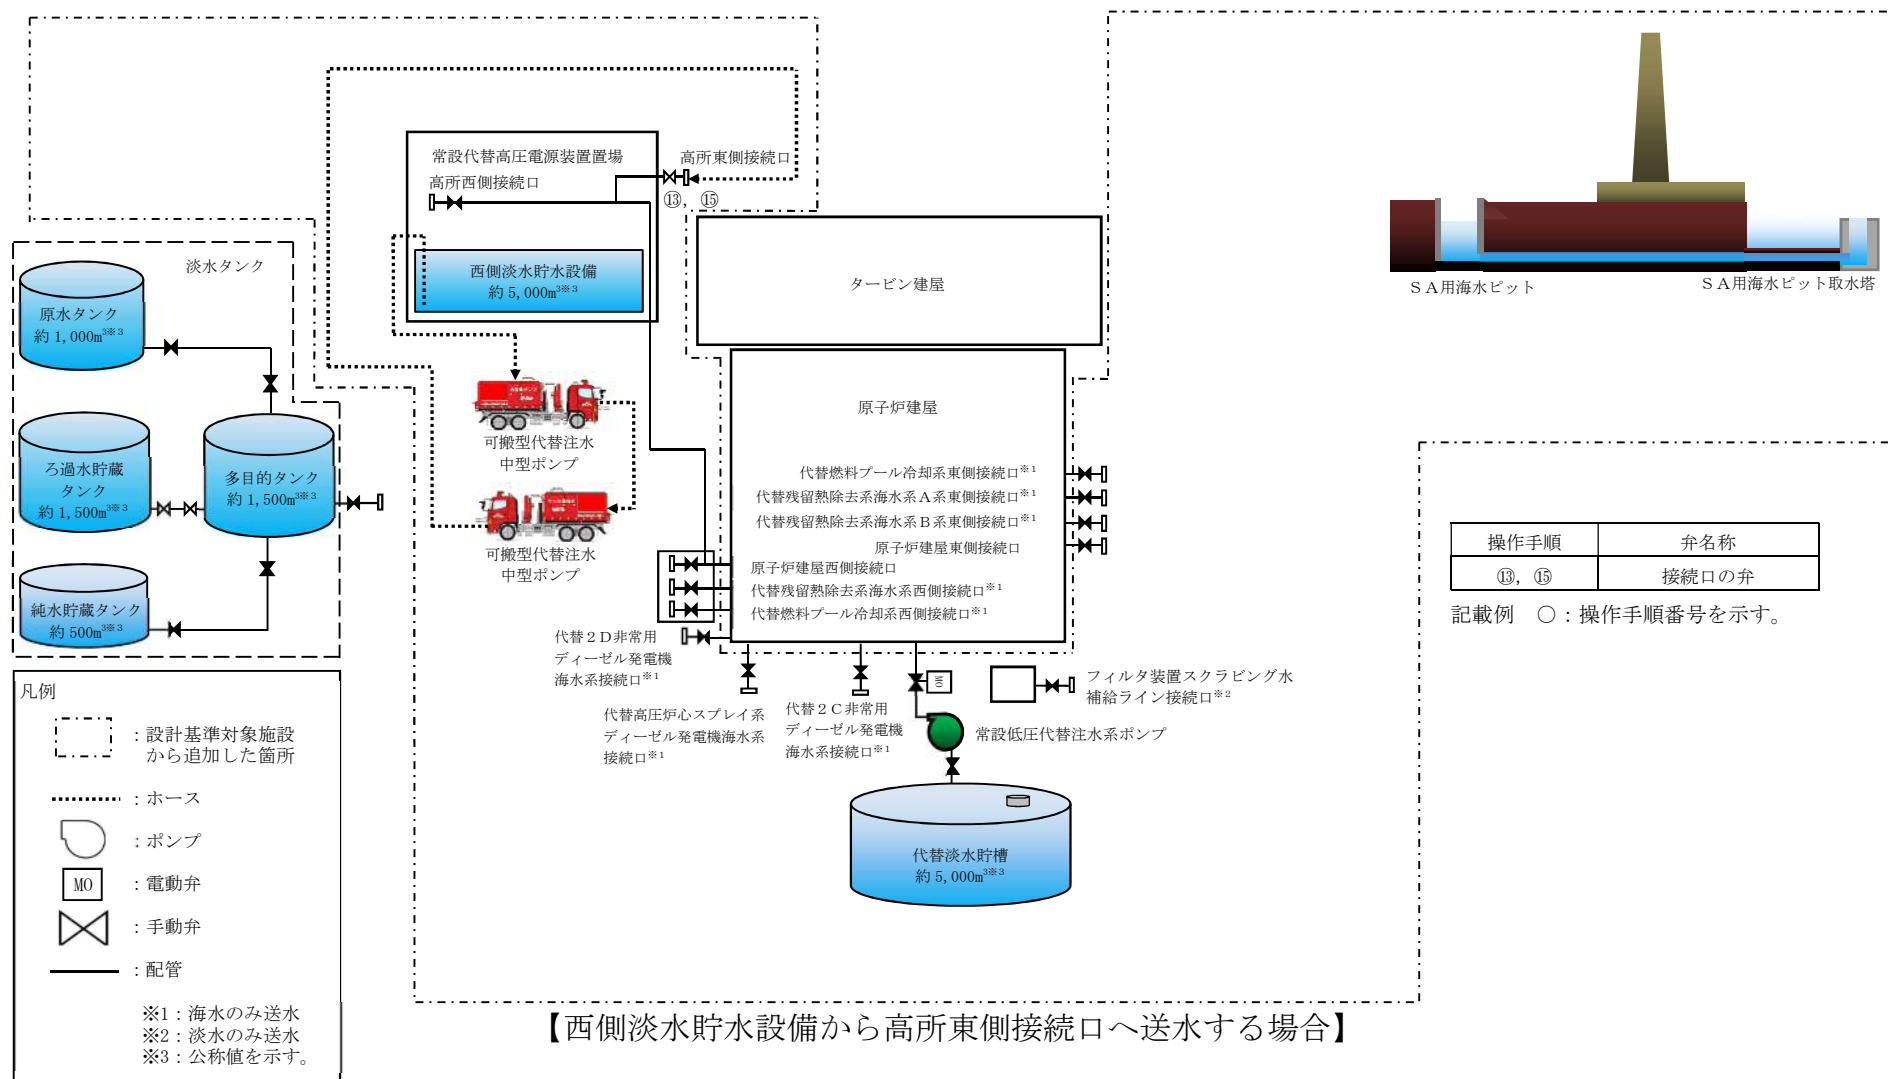 常設代替高圧電源装置置場
高所西側接続口
高所東側接続口
⑬, ⑮
西側淡水貯水設備
約5,000m³※3
淡水タンク
原水タンク
約1,000m³※3
ろ過水貯蔵
タンク
約1,500m³※3
多目的タンク
約1,500m³※3
純水貯蔵タンク
約500m³※3
可搬型代替注水
中型ポンプ
可搬型代替注水
中型ポンプ
タービン建屋
原子炉建屋
代替燃料プール冷却系東側接続口※1
代替残留熱除去系海水系A系東側接続口※1
代替残留熱除去系海水系B系東側接続口※1
原子炉建屋東側接続口
原子炉建屋西側接続口
代替残留熱除去系海水系西側接続口※1
代替燃料プール冷却系西側接続口※1
代替2D非常用
ディーゼル発電機
海水系接続口※1
代替高圧炉心スプレイ系
ディーゼル発電機海水系
接続口※1
代替2C非常用
ディーゼル発電機
海水系接続口※1
MO
常設低圧代替注水系ポンプ
フィルタ装置スクラビング水
補給ライン接続口※2
代替淡水貯槽
約5,000m³※3
SA用海水ピット
SA用海水ピット取水塔
操作手順 弁名称
⑬, ⑮ 接続口の弁
記載例 ○:操作手順番号を示す。
凡例
:設計基準対象施設
から追加した箇所
:ホース
:ポンプ
MO :電動弁
:手動弁
:配管
※1:海水のみ送水
※2:淡水のみ送水
※3:公称値を示す。
【西側淡水貯水設備から高所東側接続口へ送水する場合】